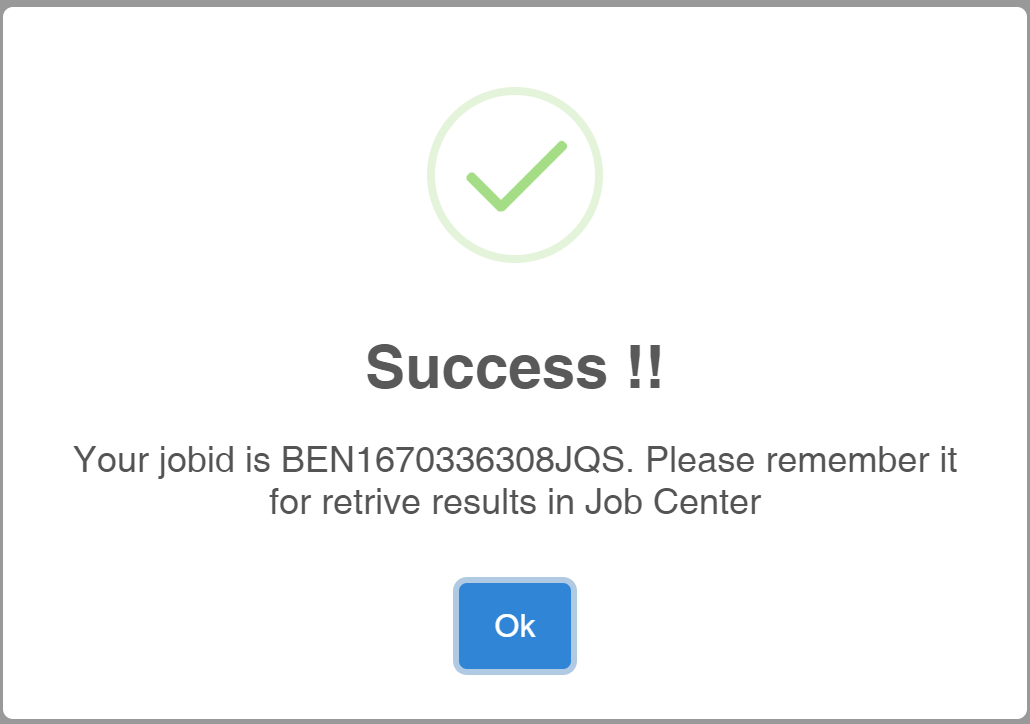 Success !!
Your jobid is BEN1670336308JQS. Please remember it
for retrive results in Job Center
Ok